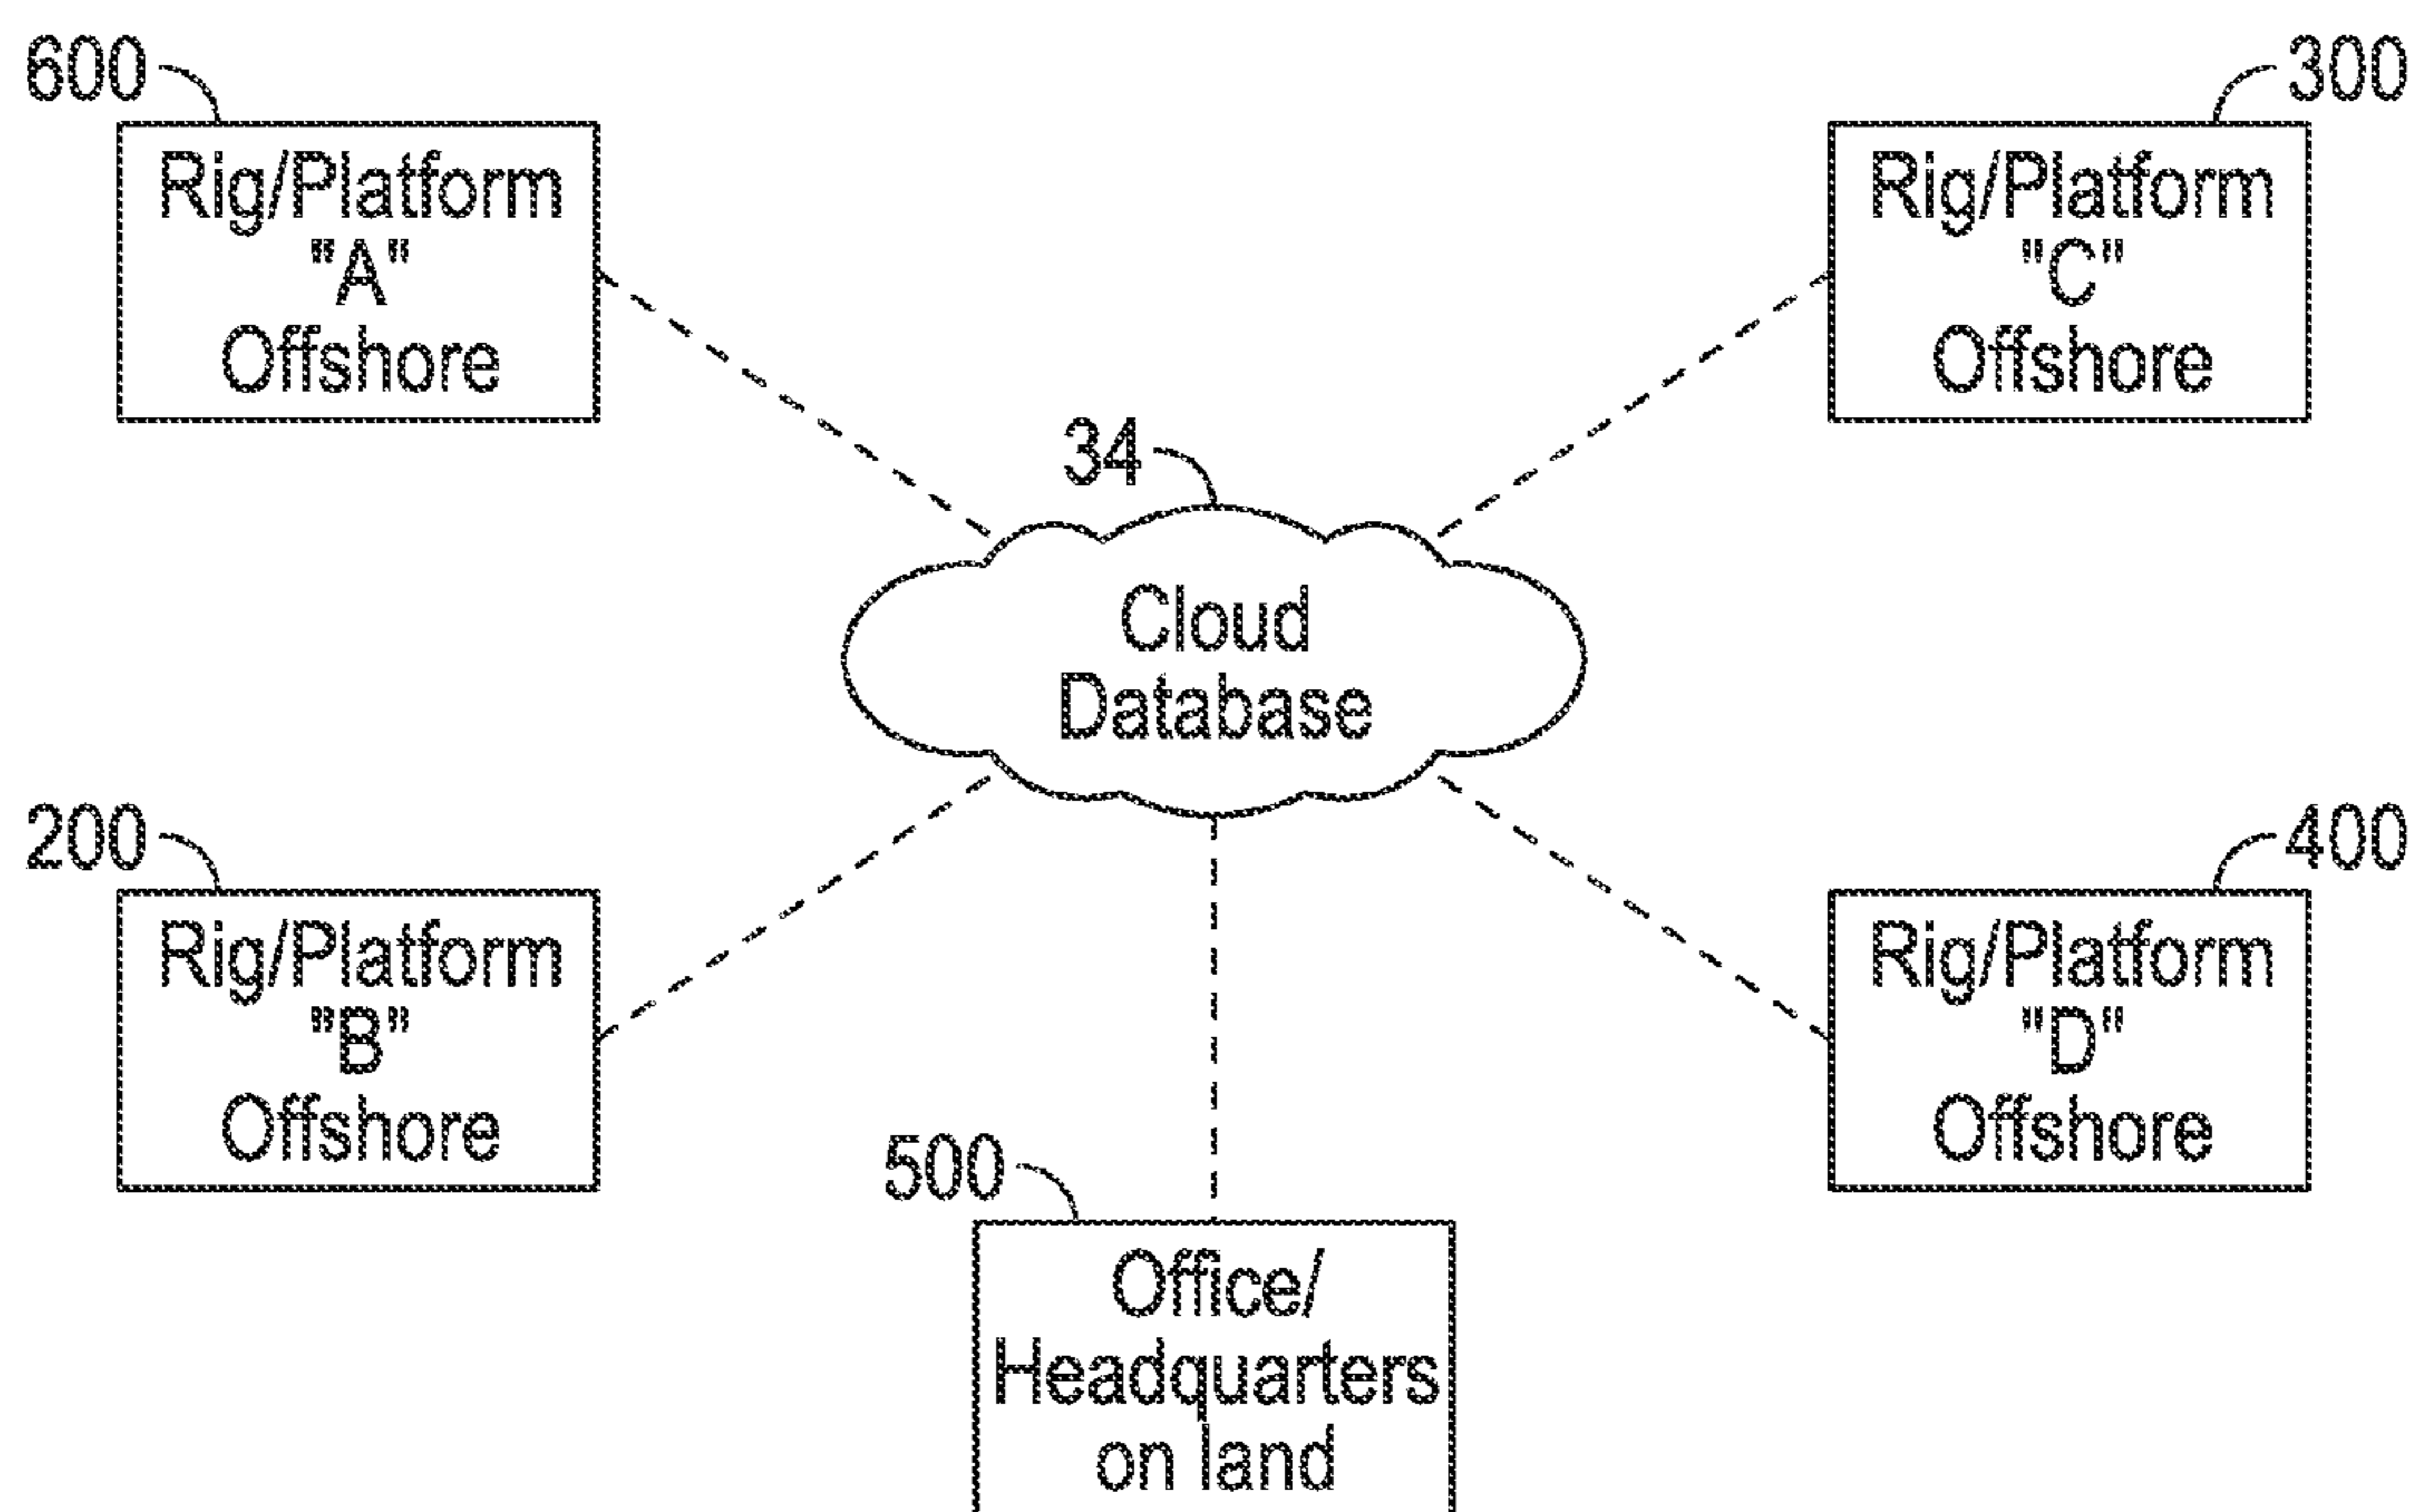 600
Rig/Platform
"A"
Offshore
300
Rig/Platform
"C"
Offshore
34
Cloud
Database
200
Rig/Platform
"B"
Offshore
400
Rig/Platform
"D"
Offshore
500
Office/
Headquarters
on land